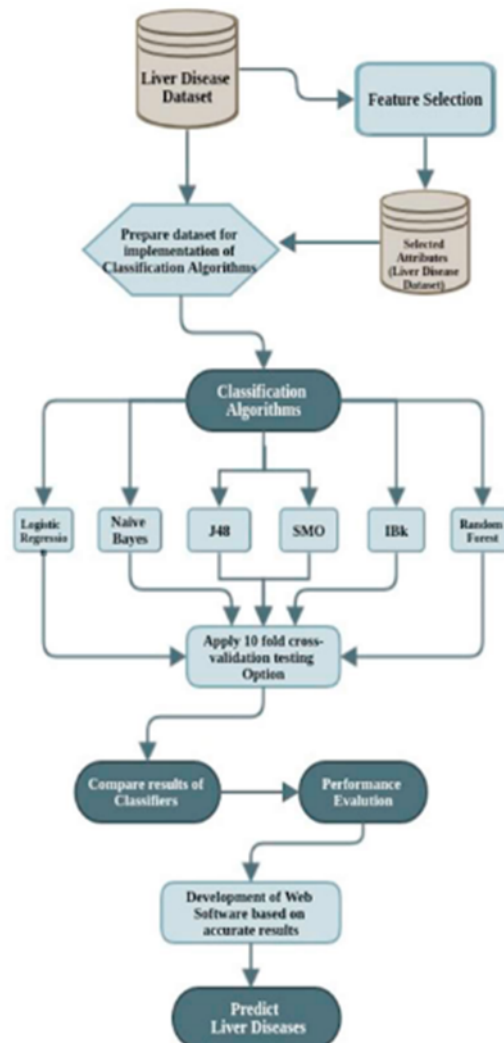 Liver Disease
Dataset
Feature Selection
Prepare dataset for
implementation of
Classification Algorithms
Selected
Attributes
(Liver Disease
Dataset)
Classification
Algorithms
Logistic
Regressio
Naive
Bayes
J48
SMO
IBk
Random
Forest
Apply 10 fold cross-
validation testing
Option
Compare results of
Classifiers
Performance
Evalution
Development of Web
Software based on
accurate results
Predict
Liver Diseases